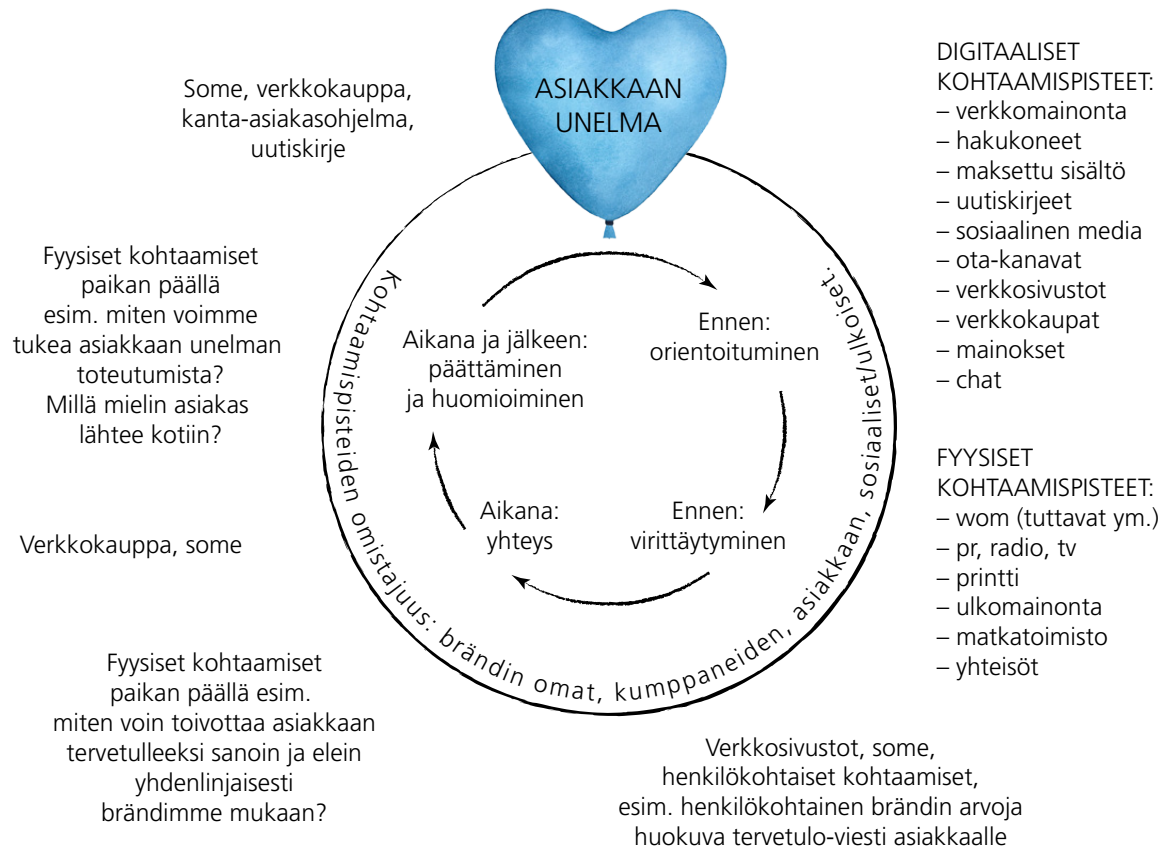 ASIAKKAAN
UNELMA
Some, verkkokauppa,
kanta-asiakasohjelma,
uutiskirje
Fyysiset kohtaamiset
paikan päällä
esim. miten voimme
tukea asiakkaan unelman
toteutumista?
Millä mielin asiakas
lähtee kotiin?
Verkkokauppa, some
Fyysiset kohtaamiset
paikan päällä esim.
miten voin toivottaa asiakkaan
tervetulleeksi sanoin ja elein
yhdenlinjaisesti
brändimme mukaan?
Kohtaamispisteiden omistajuus: brändin omat, kumppaneiden, asiakkaan, sosiaaliset/ulkoiset.
Ennen:
orientoituminen
Ennen:
virittäytyminen
Aikana:
yhteys
Aikana ja jälkeen:
päättäminen
ja huomioiminen
Verkkosivustot, some,
henkilökohtaiset kohtaamiset,
esim. henkilökohtainen brändin arvoja
huokuva tervetulo-viesti asiakkaalle
DIGITAALISET
KOHTAAMISPISTEET:
– verkkomainonta
– hakukoneet
– maksettu sisältö
– uutiskirjeet
– sosiaalinen media
– ota-kanavat
– verkkosivustot
– verkkokaupat
– mainokset
– chat
FYYSISET
KOHTAAMISPISTEET:
– wom (tuttavat ym.)
– pr, radio, tv
– printti
– ulkomainonta
– matkatoimisto
– yhteisöt